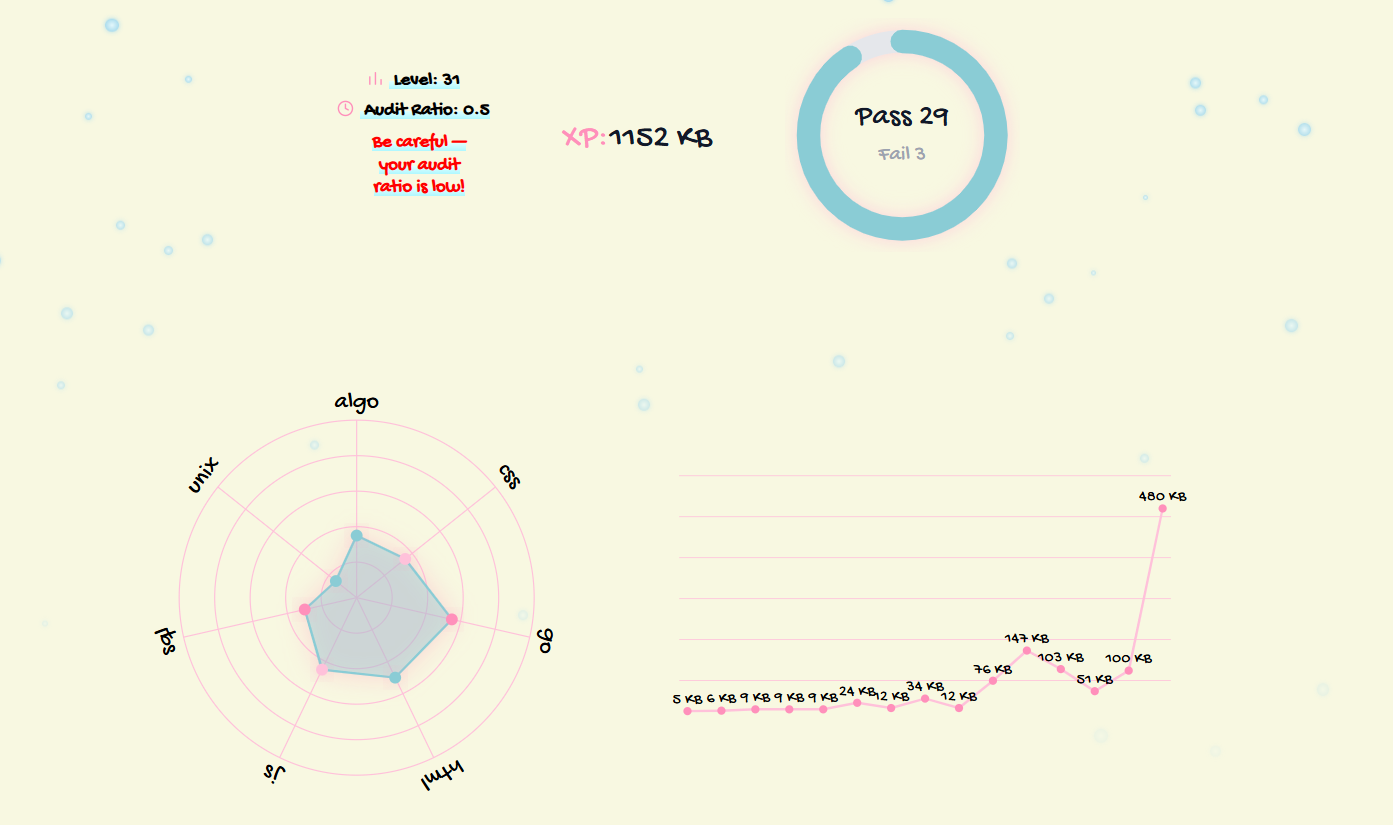 Level: 31
Audit Ratio: 0.5
Be careful —
your audit
ratio is low!
XP: 1152 KB
Pass 29
Fail 3
algo
css
go
html
js
sql
unix
5 KB
6 KB
9 KB
9 KB
9 KB
24 KB
12 KB
34 KB
12 KB
76 KB
147 KB
103 KB
51 KB
100 KB
480 KB